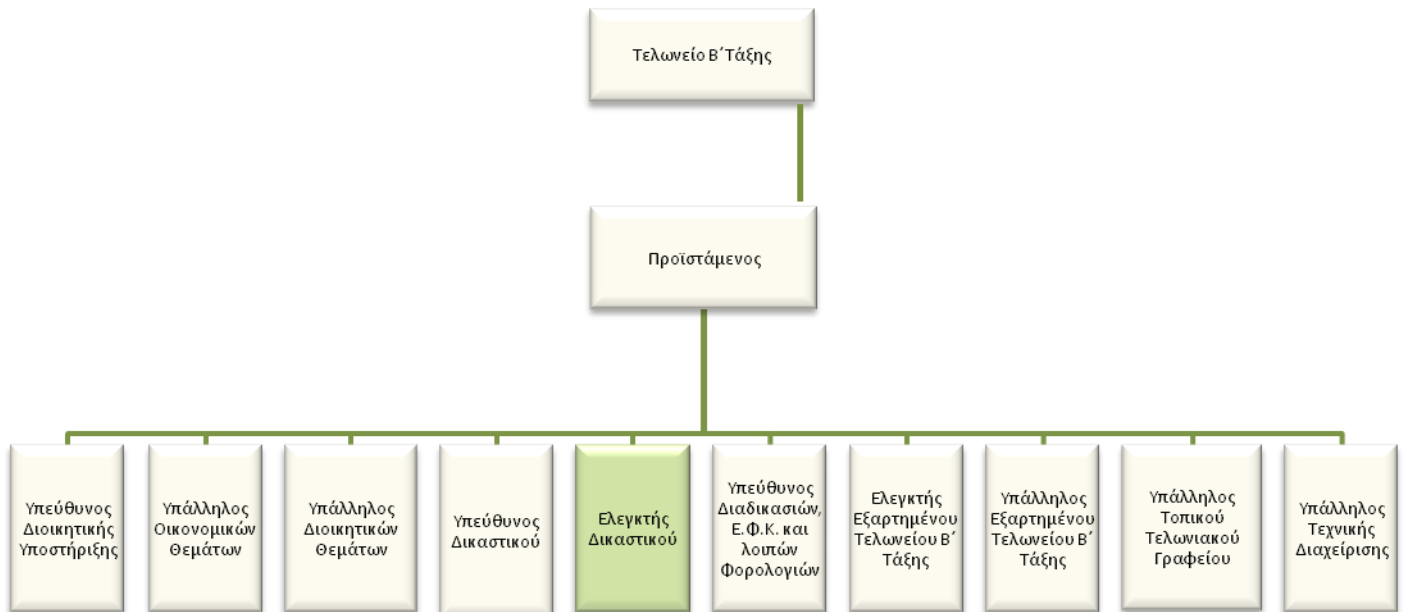 Τελωνείο Β΄Τάξης
Προϊστάμενος
Υπεύθυνος
Διοικητικής
Υποστήριξης
Υπάλληλος
Οικονομικών
Θεμάτων
Υπάλληλος
Διοικητικών
Θεμάτων
Υπεύθυνος
Δικαστικού
Ελεγκτής
Δικαστικού
Υπεύθυνος
Διαδικασιών,
Ε.Φ.Κ. και
λοιπών
Φορολογιών
Ελεγκτής
Εξαρτημένου
Τελωνείου Β΄
Τάξης
Υπάλληλος
Εξαρτημένου
Τελωνείου Β΄
Τάξης
Υπάλληλος
Τοπικού
Τελωνιακού
Γραφείου
Υπάλληλος
Τεχνικής
Διαχείρισης